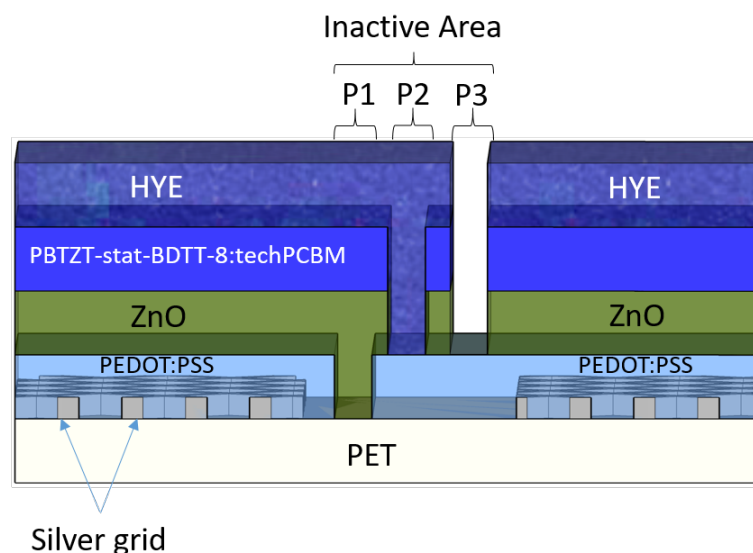 Inactive Area
P1 P2 P3
HYE HYE
PBTZT-stat-BDTT-8:techPCBM
ZnO ZnO
PEDOT:PSS PEDOT:PSS
PET
Silver grid